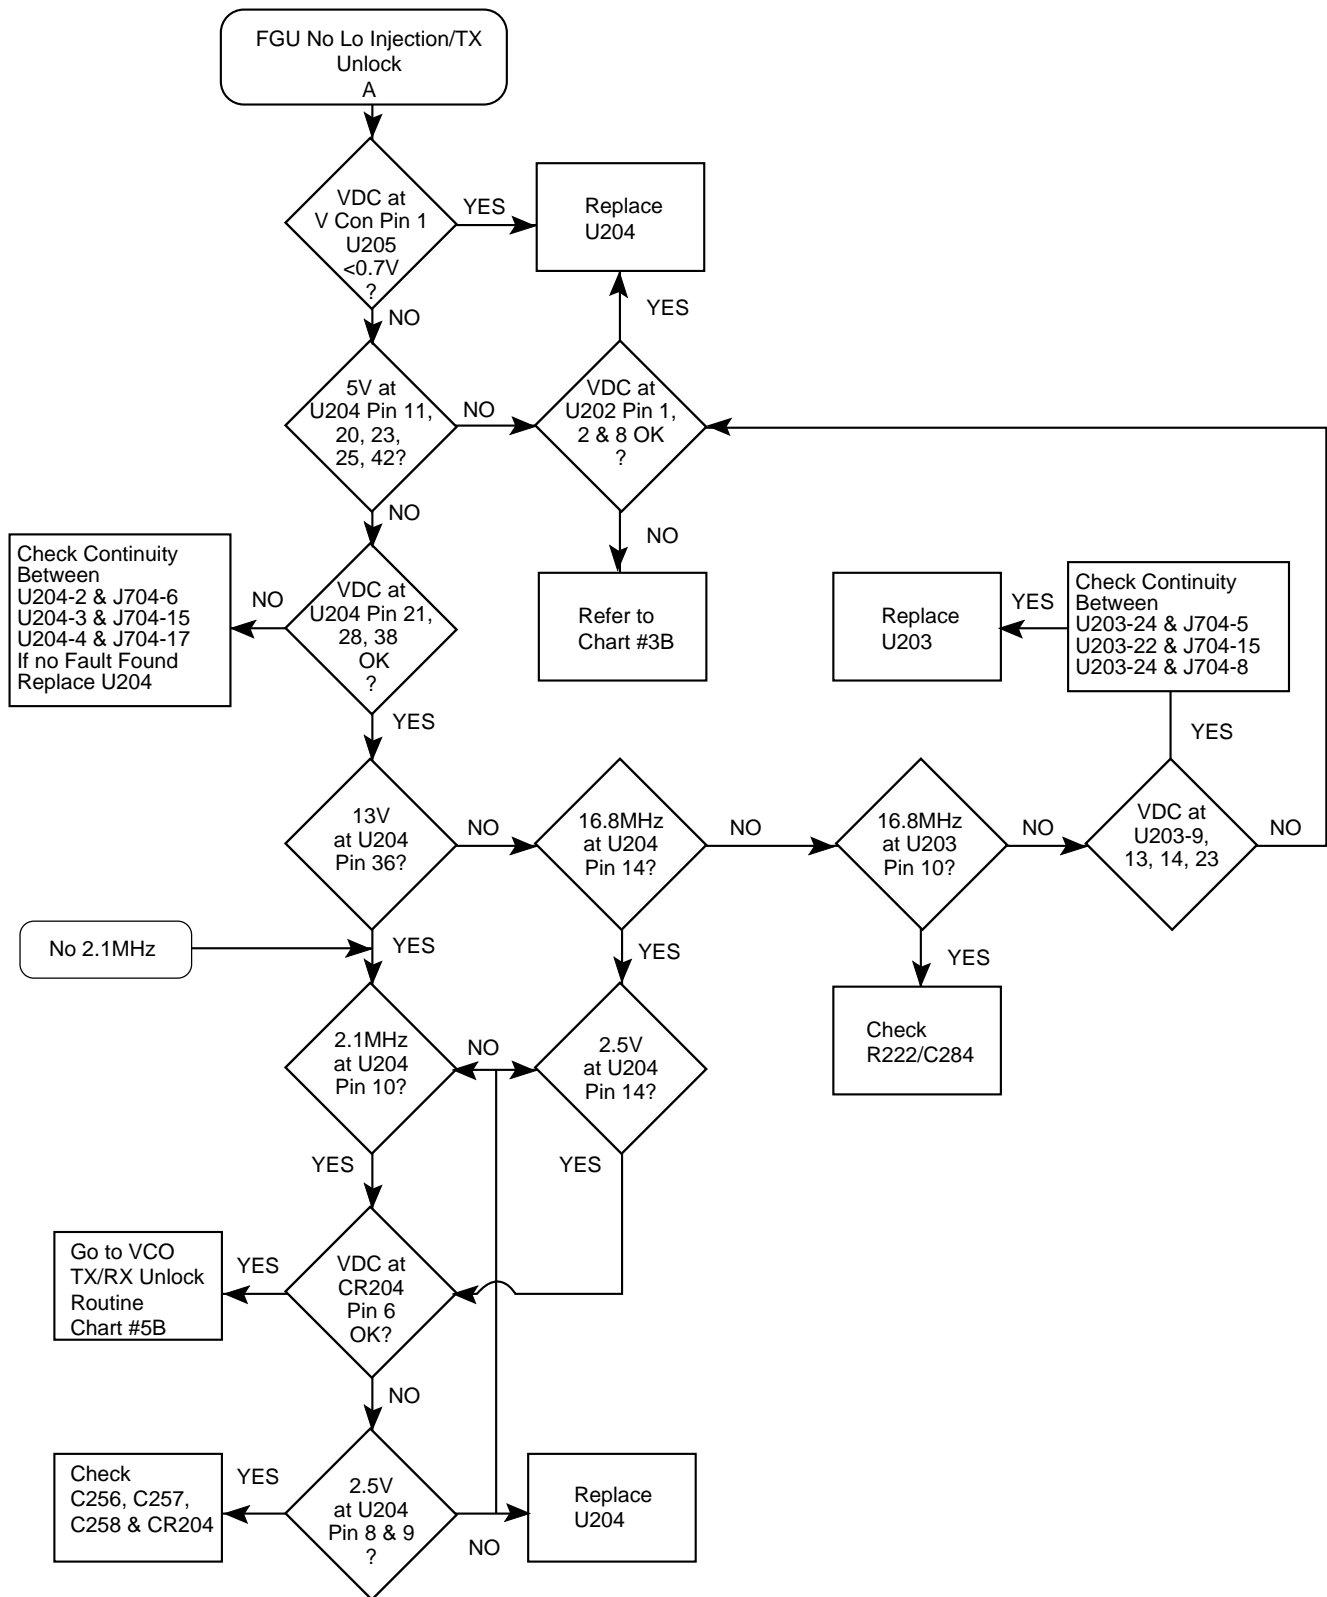 FGU No Lo Injection/TX
Unlock
A
VDC at
V Con Pin 1
U205
<0.7V
?
YES
Replace
U204
NO
YES
5V at
U204 Pin 11,
20, 23,
25, 42?
NO
VDC at
U202 Pin 1,
2 & 8 OK
?
NO
NO
Check Continuity
Between
U204-2 & J704-6
U204-3 & J704-15
U204-4 & J704-17
If no Fault Found
Replace U204
NO
VDC at
U204 Pin 21,
28, 38
OK
?
Refer to
Chart #3B
Replace
U203
YES
Check Continuity
Between
U203-24 & J704-5
U203-22 & J704-15
U203-24 & J704-8
YES
YES
13V
at U204
Pin 36?
NO
16.8MHz
at U204
Pin 14?
NO
16.8MHz
at U203
Pin 10?
NO
VDC at
U203-9,
13, 14, 23
NO
No 2.1MHz
YES
YES
YES
2.1MHz
at U204
Pin 10?
NO
2.5V
at U204
Pin 14?
Check
R222/C284
YES
YES
Go to VCO
TX/RX Unlock
Routine
Chart #5B
YES
VDC at
CR204
Pin 6
OK?
NO
Check
C256, C257,
C258 & CR204
YES
2.5V
at U204
Pin 8 & 9
?
NO
Replace
U204